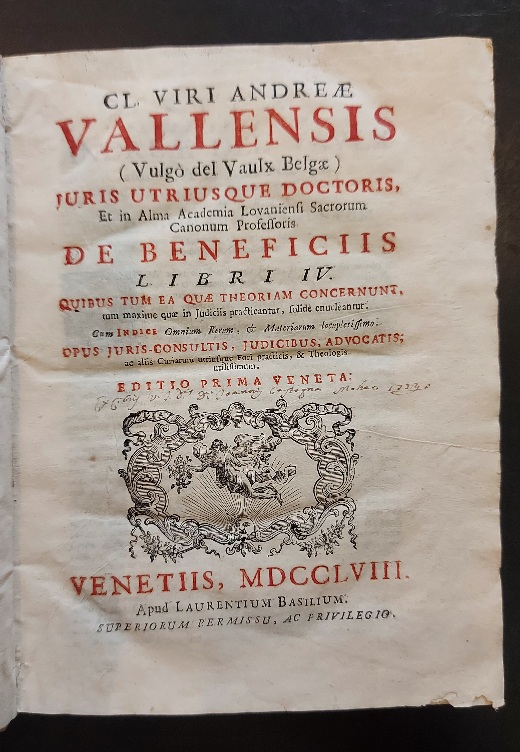 CL. VIRI ANDREÆ
VALLENSIS
(Vulgò del Vaulx Belgæ)
JURIS UTRIUSQUE DOCTORIS,
Et in Alma Academia Lovaniensi Sacrorum
Canonum Professoris
DE BENEFICIIS
LIBRI IV.
QUIBUS TUM EA QUÆ THEORIAM CONCERNUNT,
tum maxime quæ in Judiciis practicantur, solide enucleantur.
Cum INDICE Omnium Rerum, & Materiarum locupletissimo:
OPUS JURIS-CONSULTIS, JUDICIBUS, ADVOCATIS;
ac aliis Curiarum utriusque Fori practicis, & Theologis
utilissimum.
EDITIO PRIMA VENETA:
VENETIIS, MDCCLVIII.
Apud LAURENTIUM BASILIUM.
SUPERIORUM PERMISSU, AC PRIVILEGIO.